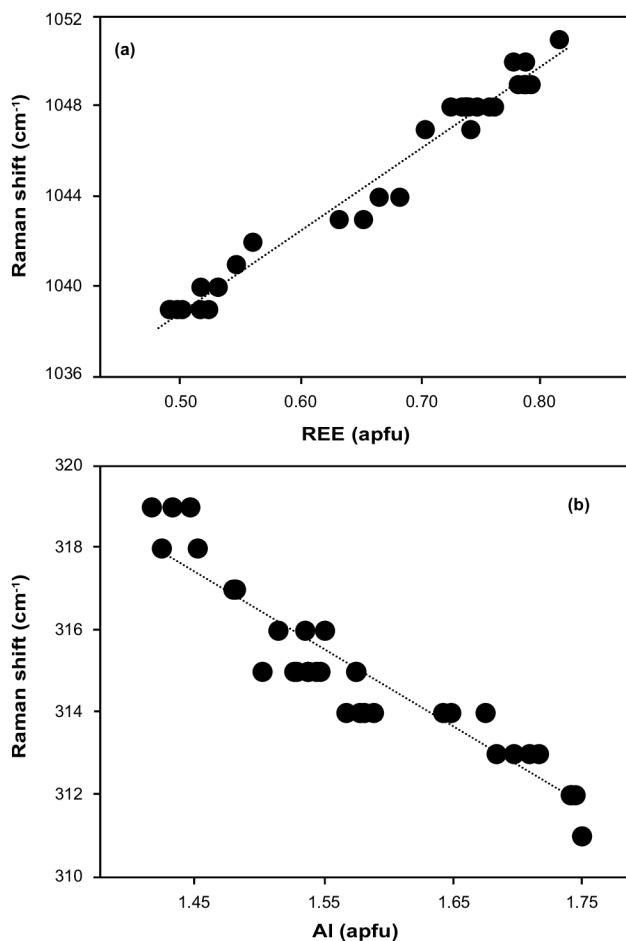 1052
(a)
1048
1044
1040
1036
Raman shift (cm⁻¹)
0.50 0.60 0.70 0.80
REE (apfu)
320
(b)
318
316
314
312
310
Raman shift (cm⁻¹)
1.45 1.55 1.65 1.75
Al (apfu)